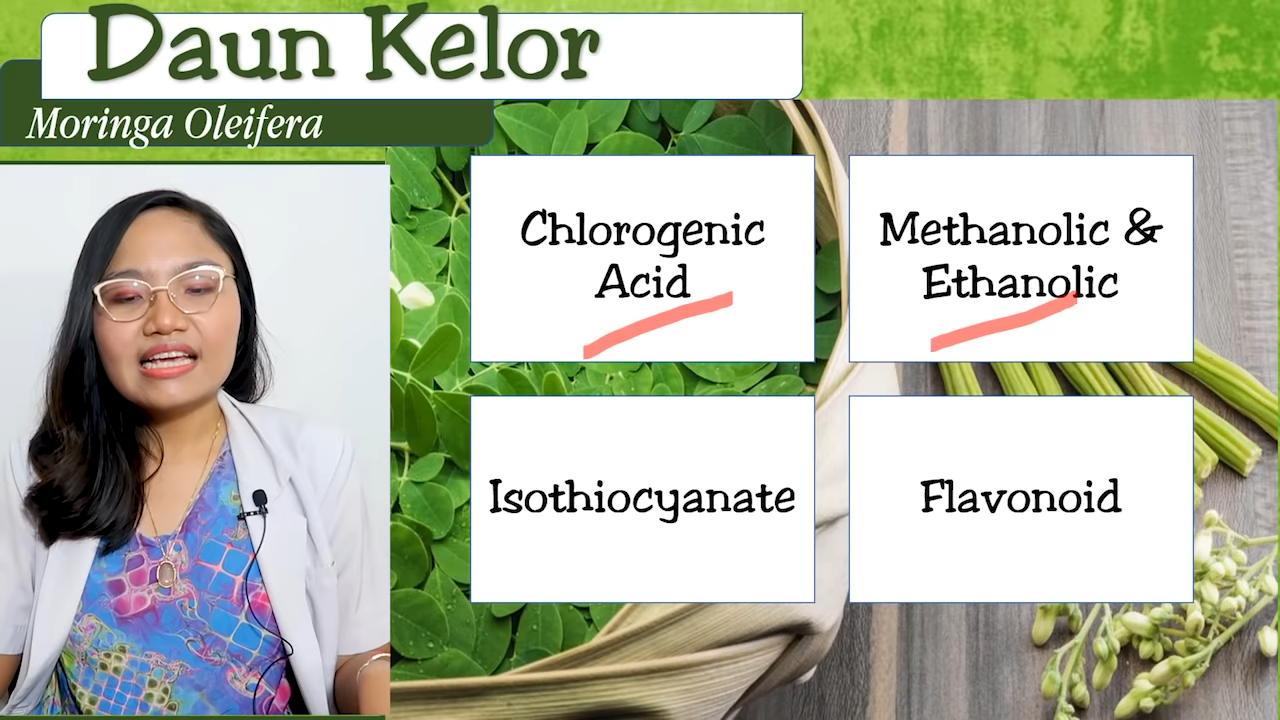 Daun Kelor
Moringa Oleifera
Chlorogenic
Acid
Methanolic &
Ethanolic
Isothiocyanate
Flavonoid